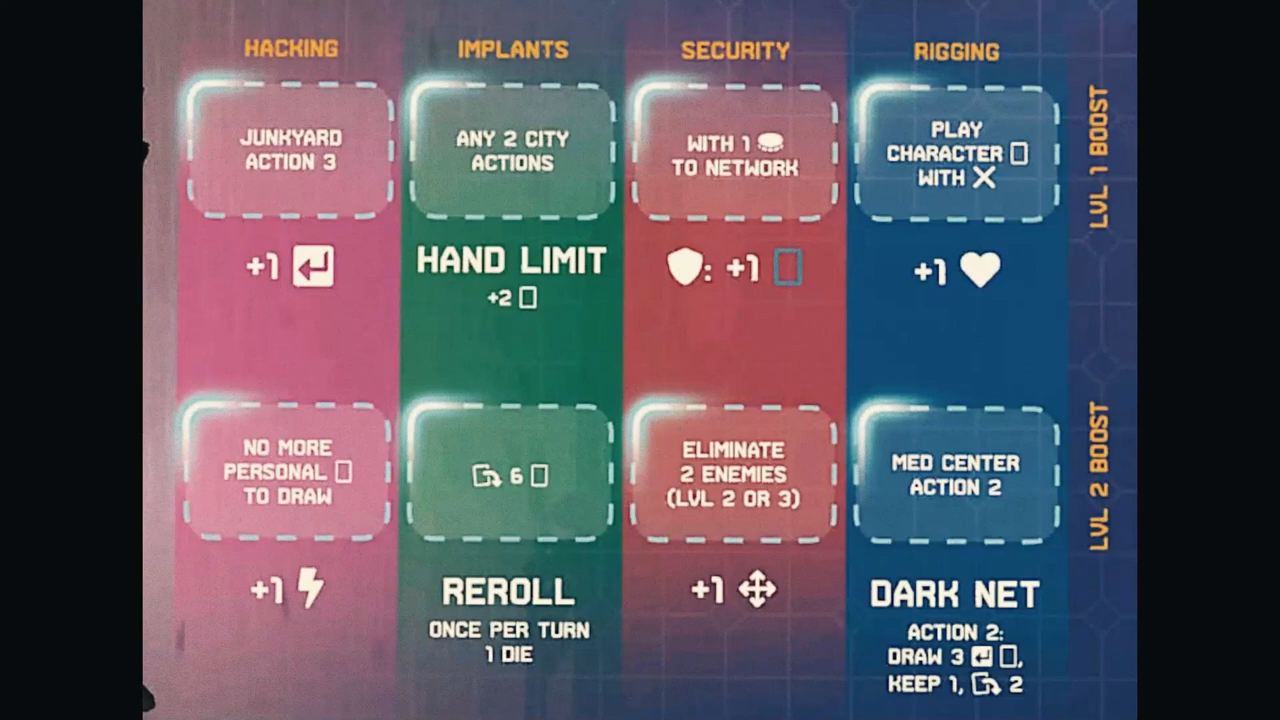 HACKING
JUNKYARD
ACTION 3
+1
NO MORE
PERSONAL
TO DRAW
+1
IMPLANTS
ANY 2 CITY
ACTIONS
HAND LIMIT
+2
6
REROLL
ONCE PER TURN
1 DIE
SECURITY
WITH 1
TO NETWORK
: +1
ELIMINATE
2 ENEMIES
(LVL 2 OR 3)
+1
RIGGING
PLAY
CHARACTER
WITH
+1
MED CENTER
ACTION 2
DARK NET
ACTION 2:
DRAW 3 ,
KEEP 1, 2
LVL 1 BOOST
LVL 2 BOOST